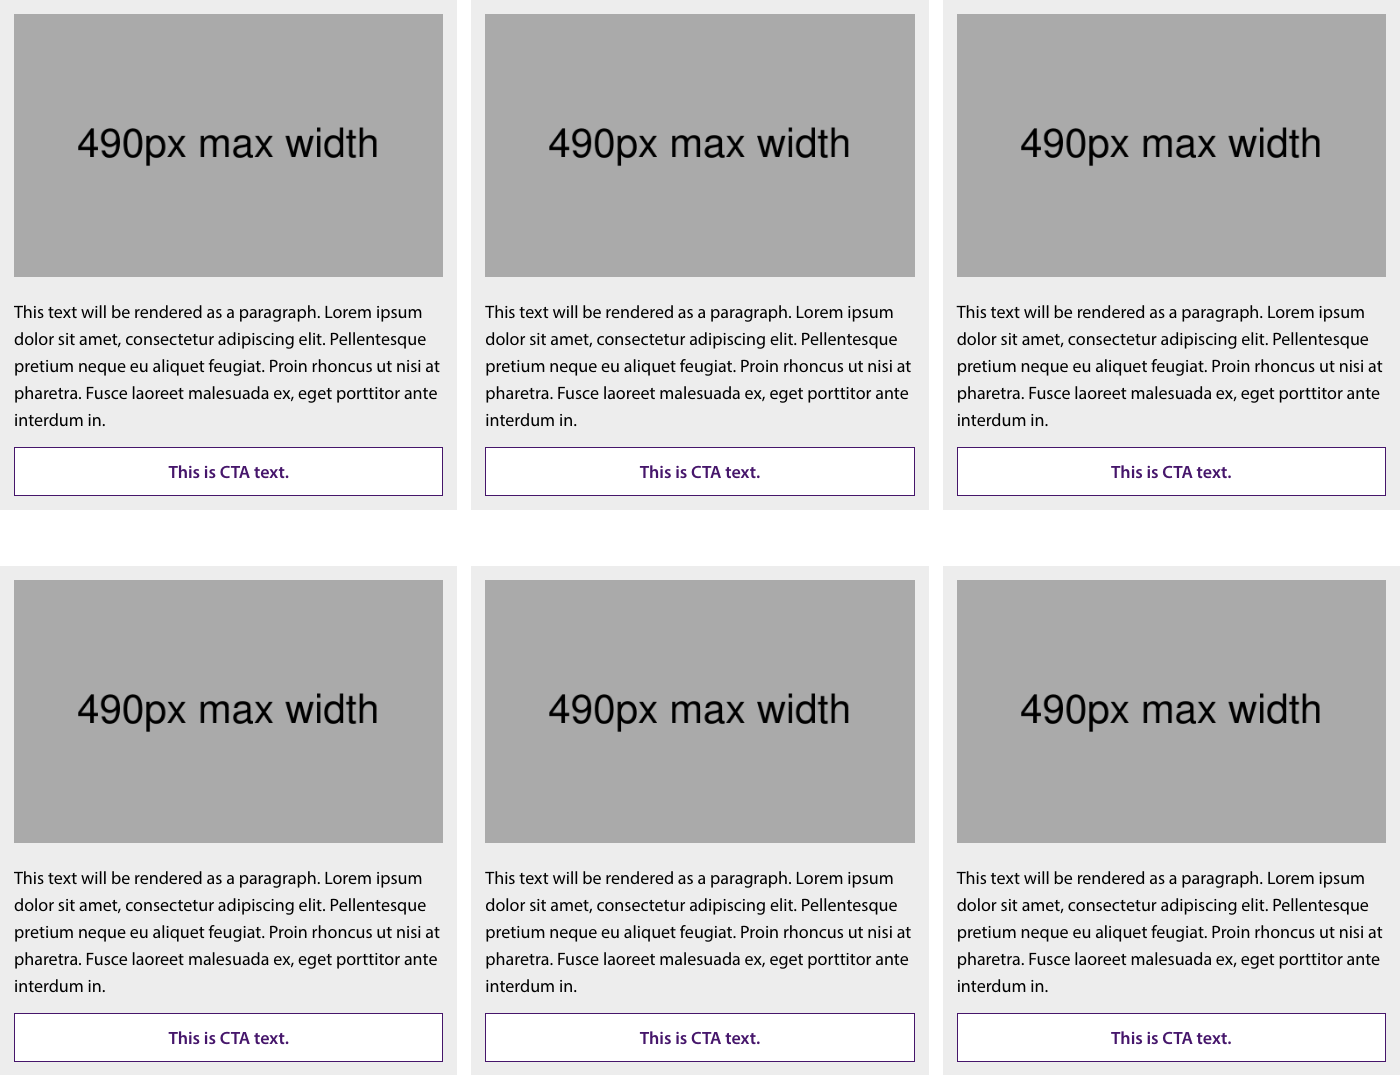 490px max width
This text will be rendered as a paragraph. Lorem ipsum
dolor sit amet, consectetur adipiscing elit. Pellentesque
pretium neque eu aliquet feugiat. Proin rhoncus ut nisi at
pharetra. Fusce laoreet malesuada ex, eget porttitor ante
interdum in.
This is CTA text.
490px max width
This text will be rendered as a paragraph. Lorem ipsum
dolor sit amet, consectetur adipiscing elit. Pellentesque
pretium neque eu aliquet feugiat. Proin rhoncus ut nisi at
pharetra. Fusce laoreet malesuada ex, eget porttitor ante
interdum in.
This is CTA text.
490px max width
This text will be rendered as a paragraph. Lorem ipsum
dolor sit amet, consectetur adipiscing elit. Pellentesque
pretium neque eu aliquet feugiat. Proin rhoncus ut nisi at
pharetra. Fusce laoreet malesuada ex, eget porttitor ante
interdum in.
This is CTA text.
490px max width
This text will be rendered as a paragraph. Lorem ipsum
dolor sit amet, consectetur adipiscing elit. Pellentesque
pretium neque eu aliquet feugiat. Proin rhoncus ut nisi at
pharetra. Fusce laoreet malesuada ex, eget porttitor ante
interdum in.
This is CTA text.
490px max width
This text will be rendered as a paragraph. Lorem ipsum
dolor sit amet, consectetur adipiscing elit. Pellentesque
pretium neque eu aliquet feugiat. Proin rhoncus ut nisi at
pharetra. Fusce laoreet malesuada ex, eget porttitor ante
interdum in.
This is CTA text.
490px max width
This text will be rendered as a paragraph. Lorem ipsum
dolor sit amet, consectetur adipiscing elit. Pellentesque
pretium neque eu aliquet feugiat. Proin rhoncus ut nisi at
pharetra. Fusce laoreet malesuada ex, eget porttitor ante
interdum in.
This is CTA text.